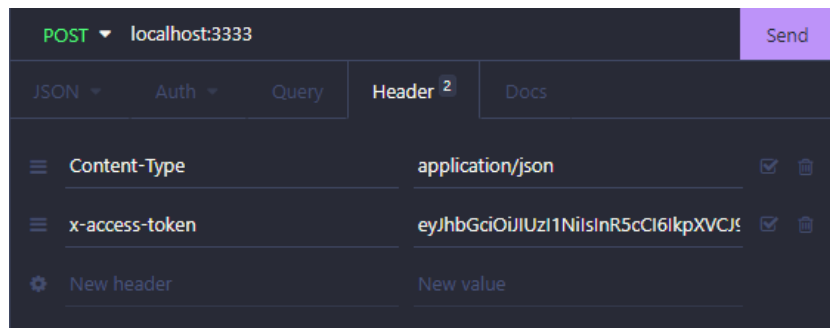 POST localhost:3333 Send
JSON Auth Query Header 2 Docs
Content-Type application/json
x-access-token eyJhbGciOiJIUzI1NiIsInR5cCI6IkpXVCJ9
New header New value